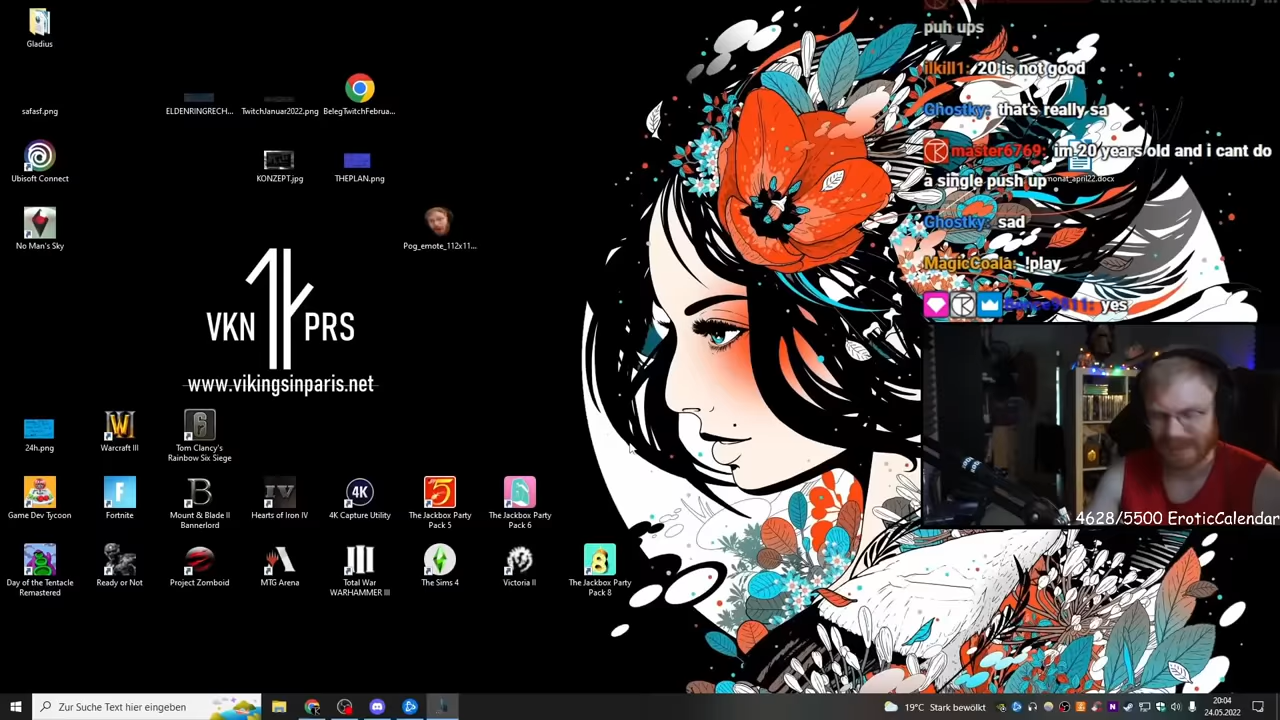 Gladius
safasf.png
ELDENRINGRECH...
TwitchJanuar2022.png
BelegTwitchFebrua...
Ubisoft Connect
KONZEPT.jpg
THEPLAN.png
No Man's Sky
Pog_emote_112x11...
VKN PRS
www.vikingsinparis.net
24h.png
Warcraft III
Tom Clancy's
Rainbow Six Siege
Game Dev Tycoon
Fortnite
Mount & Blade II
Bannerlord
Hearts of Iron IV
4K Capture Utility
The Jackbox Party
Pack 5
The Jackbox Party
Pack 6
Day of the Tentacle
Remastered
Ready or Not
Project Zomboid
MTG Arena
Total War
WARHAMMER III
The Sims 4
Victoria II
The Jackbox Party
Pack 8
puh ups
ilkill1: 20 is not good
Ghostky: that's really sa
master6769: im 20 years old and i cant do
a single push up
monat_april22.docx
Ghostky: sad
MagicCoala: !play
yes
4628/5500 EroticCalendar
Zur Suche Text hier eingeben
19°C Stark bewölkt
20:04
24.05.2022